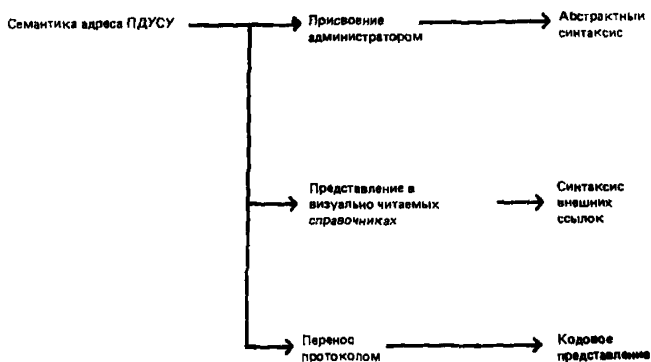 Семантика адреса ПДУСУ
Присвоение
администратором
Абстрактный
синтаксис
Представление в
визуально читаемых
справочниках
Синтаксис
внешних
ссылок
Перенос
протоколом
Кодовое
представление